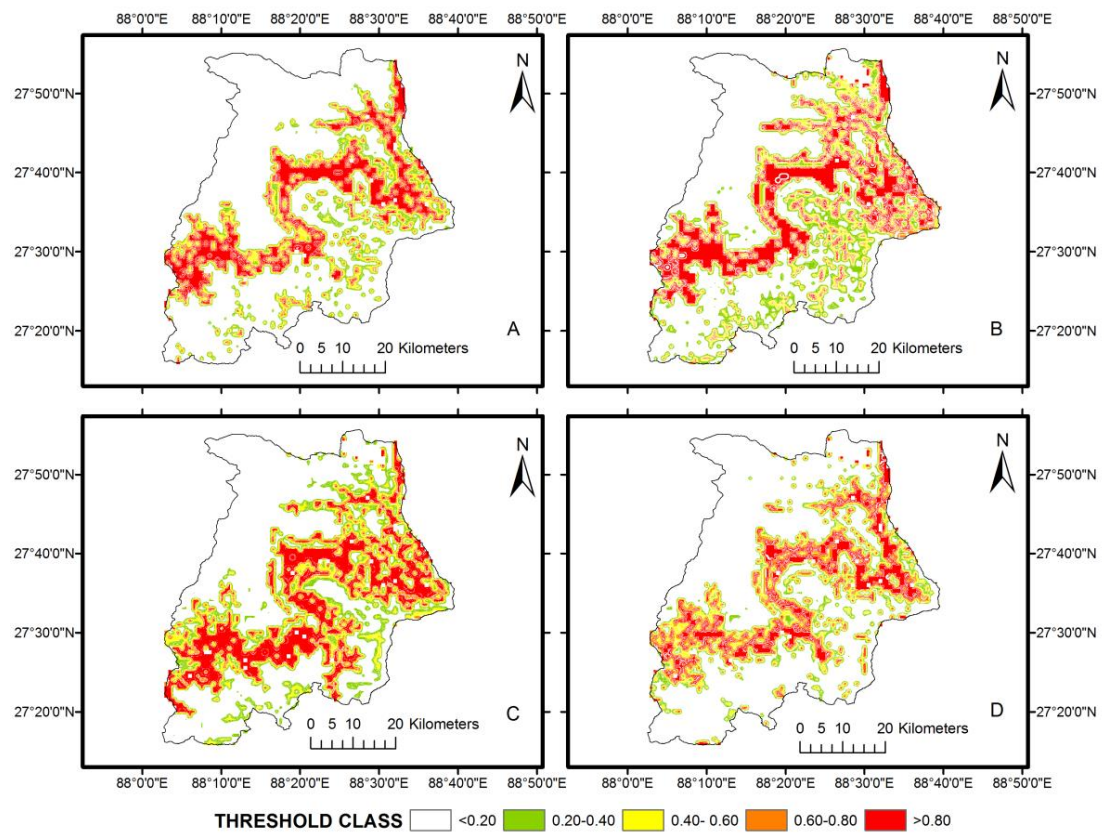 88°0'0"E 88°10'0"E 88°20'0"E 88°30'0"E 88°40'0"E 88°50'0"E 88°0'0"E 88°10'0"E 88°20'0"E 88°30'0"E 88°40'0"E 88°50'0"E
N N
27°50'0"N 27°50'0"N
27°40'0"N 27°40'0"N
27°30'0"N 27°30'0"N
27°20'0"N A B 27°20'0"N
0 5 10 20 Kilometers 0 5 10 20 Kilometers
N N
27°50'0"N 27°50'0"N
27°40'0"N 27°40'0"N
27°30'0"N 27°30'0"N
27°20'0"N C D 27°20'0"N
0 5 10 20 Kilometers 0 5 10 20 Kilometers
88°0'0"E 88°10'0"E 88°20'0"E 88°30'0"E 88°40'0"E 88°50'0"E 88°0'0"E 88°10'0"E 88°20'0"E 88°30'0"E 88°40'0"E 88°50'0"E
THRESHOLD CLASS <0.20 0.20-0.40 0.40- 0.60 0.60-0.80 >0.80